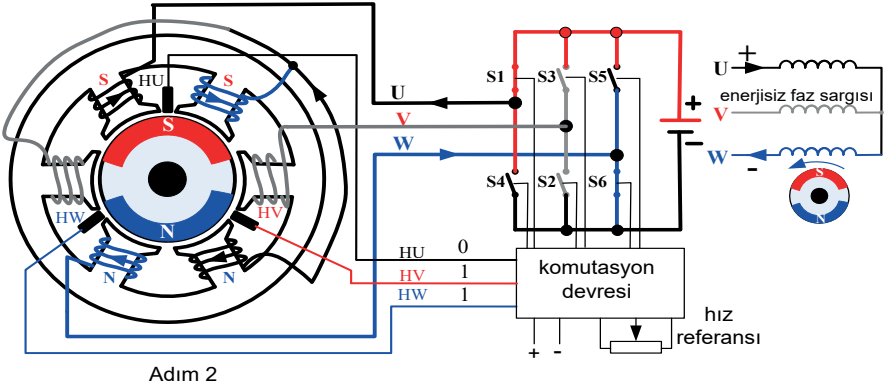 S
HU
S
S
N
HW
HV
N
N
U
V
W
S1
S3
S5
S4
S2
S6
+
-
HU 0
HV 1
HW 1
komutasyon
devresi
+ -
hız
referansı
U +
enerjisiz faz sargısı
V
W -
S
N
Adım 2